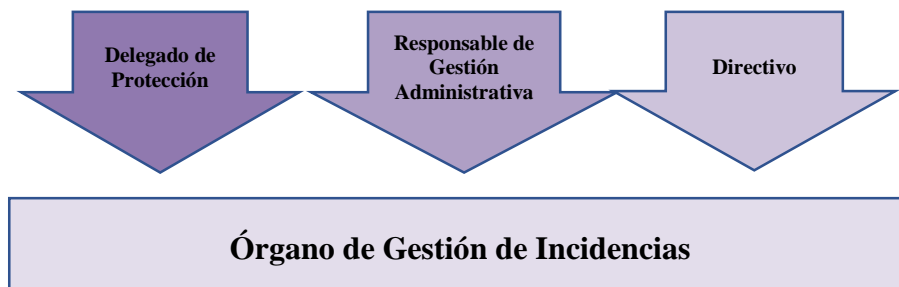 Delegado de
Protección
Responsable de
Gestión
Administrativa
Directivo
Órgano de Gestión de Incidencias